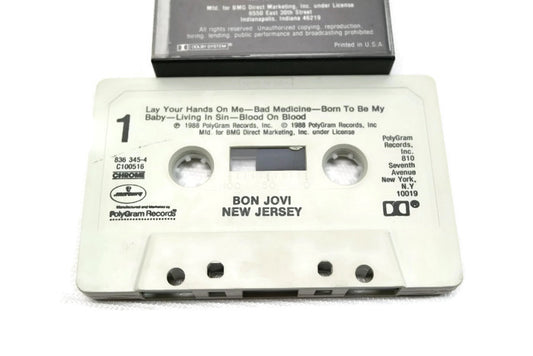 Mfd. for BMG Direct Marketing, Inc. under License
6550 East 30th Street
Indianapolis, Indiana 46219
All rights reserved. Unauthorized copying, reproduction,
hiring, lending, public performance and broadcasting prohibited
DOLBY SYSTEM®
Printed in U.S.A
Lay Your Hands On Me—Bad Medicine—Born To Be My
Baby—Living In Sin—Blood On Blood
℗ 1988 PolyGram Records, Inc. © 1988 PolyGram Records, Inc
Mfd. for BMG Direct Marketing, Inc. under License
1
836 345-4
C100516
CHROME
mercury
Manufactured and Marketed by
PolyGram Records
PolyGram
Records,
Inc.
810
Seventh
Avenue
New York,
N.Y
10019
BON JOVI
NEW JERSEY